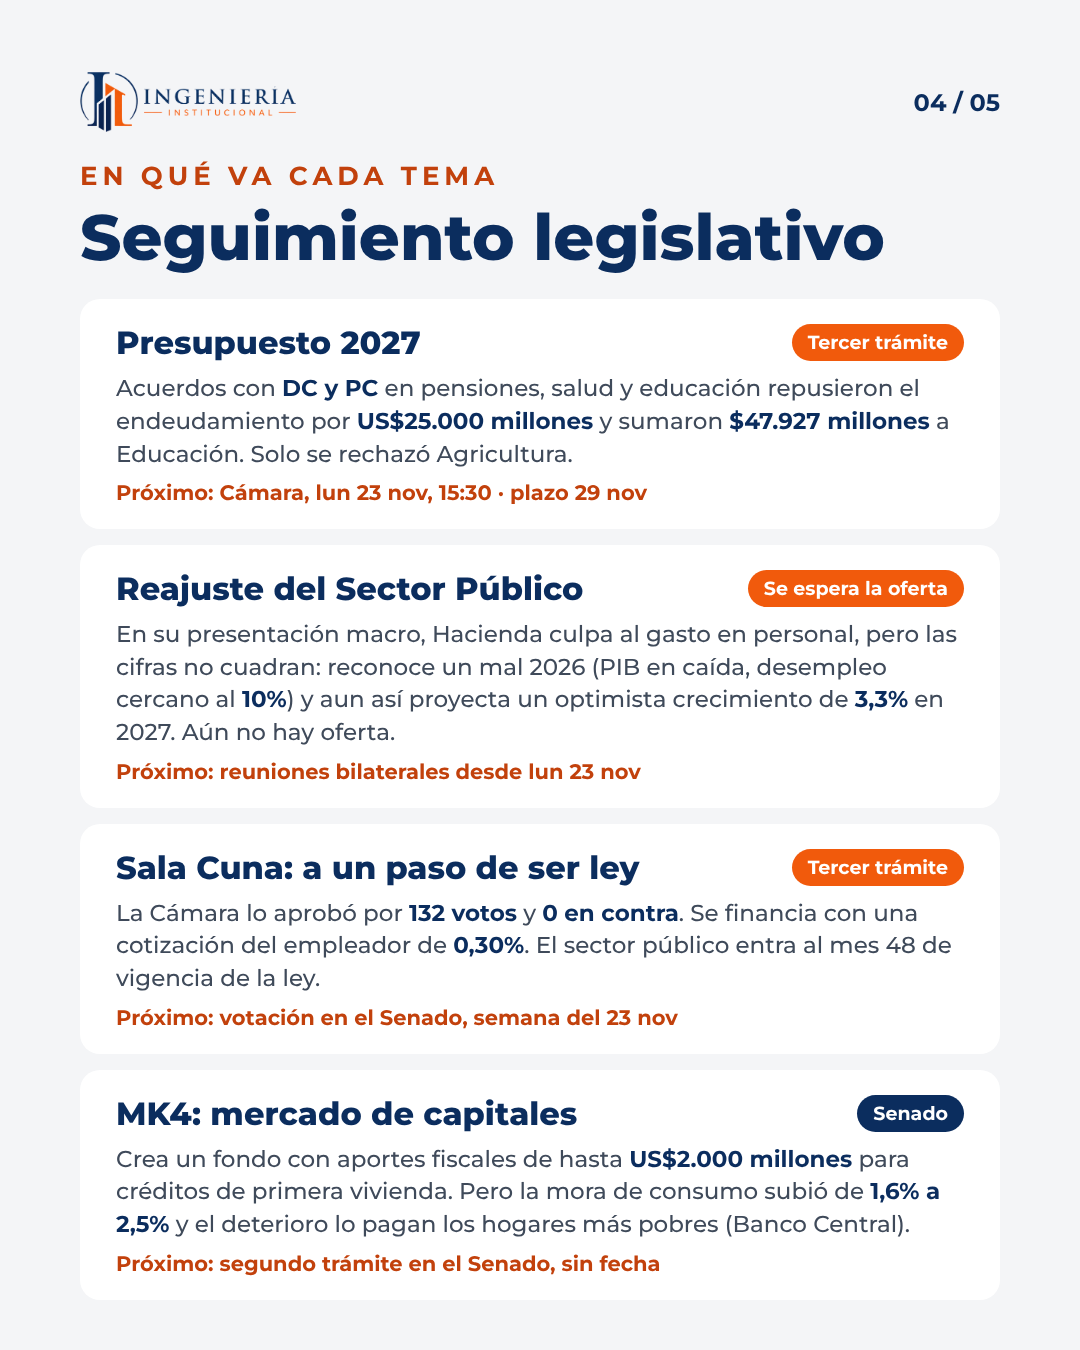 INGENIERIA
INSTITUCIONAL
04 / 05
EN QUÉ VA CADA TEMA
Seguimiento legislativo
Presupuesto 2027
Tercer trámite
Acuerdos con DC y PC en pensiones, salud y educación repusieron el
endeudamiento por US$25.000 millones y sumaron $47.927 millones a
Educación. Solo se rechazó Agricultura.
Próximo: Cámara, lun 23 nov, 15:30 · plazo 29 nov
Reajuste del Sector Público
Se espera la oferta
En su presentación macro, Hacienda culpa al gasto en personal, pero las
cifras no cuadran: reconoce un mal 2026 (PIB en caída, desempleo
cercano al 10%) y aun así proyecta un optimista crecimiento de 3,3% en
2027. Aún no hay oferta.
Próximo: reuniones bilaterales desde lun 23 nov
Sala Cuna: a un paso de ser ley
Tercer trámite
La Cámara lo aprobó por 132 votos y 0 en contra. Se financia con una
cotización del empleador de 0,30%. El sector público entra al mes 48 de
vigencia de la ley.
Próximo: votación en el Senado, semana del 23 nov
MK4: mercado de capitales
Senado
Crea un fondo con aportes fiscales de hasta US$2.000 millones para
créditos de primera vivienda. Pero la mora de consumo subió de 1,6% a
2,5% y el deterioro lo pagan los hogares más pobres (Banco Central).
Próximo: segundo trámite en el Senado, sin fecha